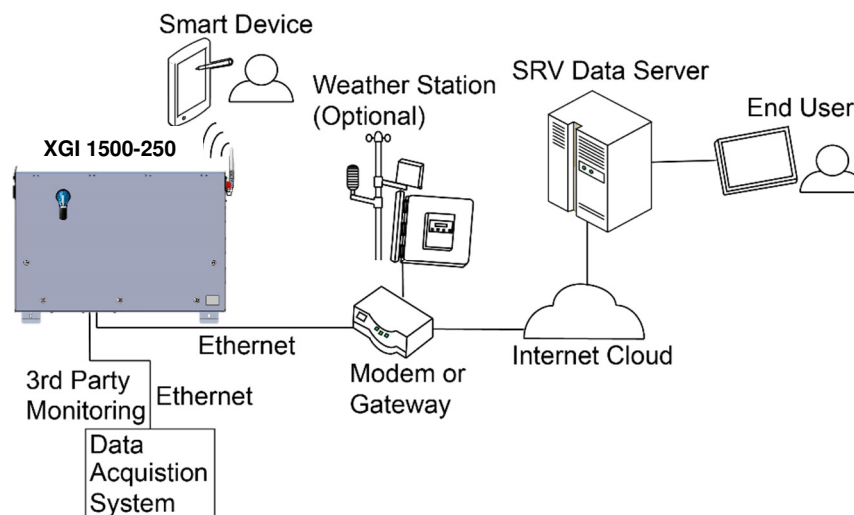 Smart Device
Weather Station
(Optional)
SRV Data Server
End User
XGI 1500-250
Ethernet
Modem or
Gateway
Internet Cloud
3rd Party
Monitoring
Ethernet
Data
Acquistion
System